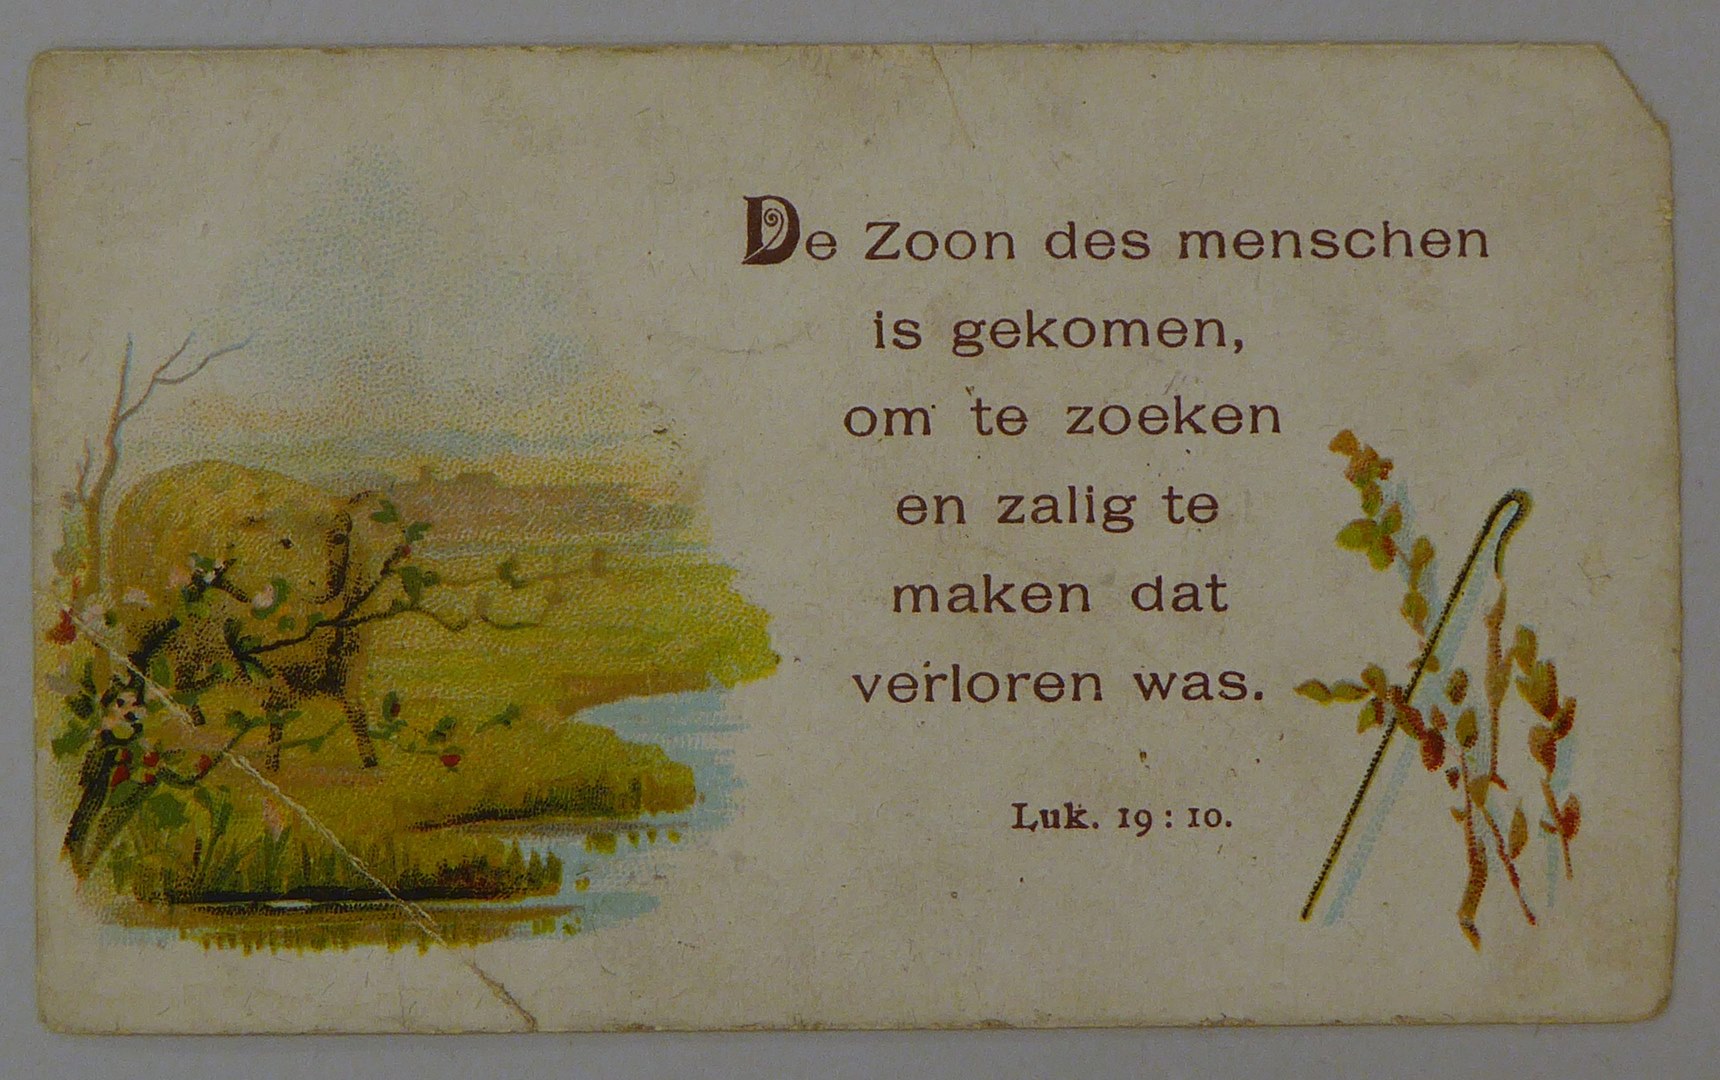 De Zoon des menschen
is gekomen,
om te zoeken
en zalig te
maken dat
verloren was.
Luk. 19 : 10.